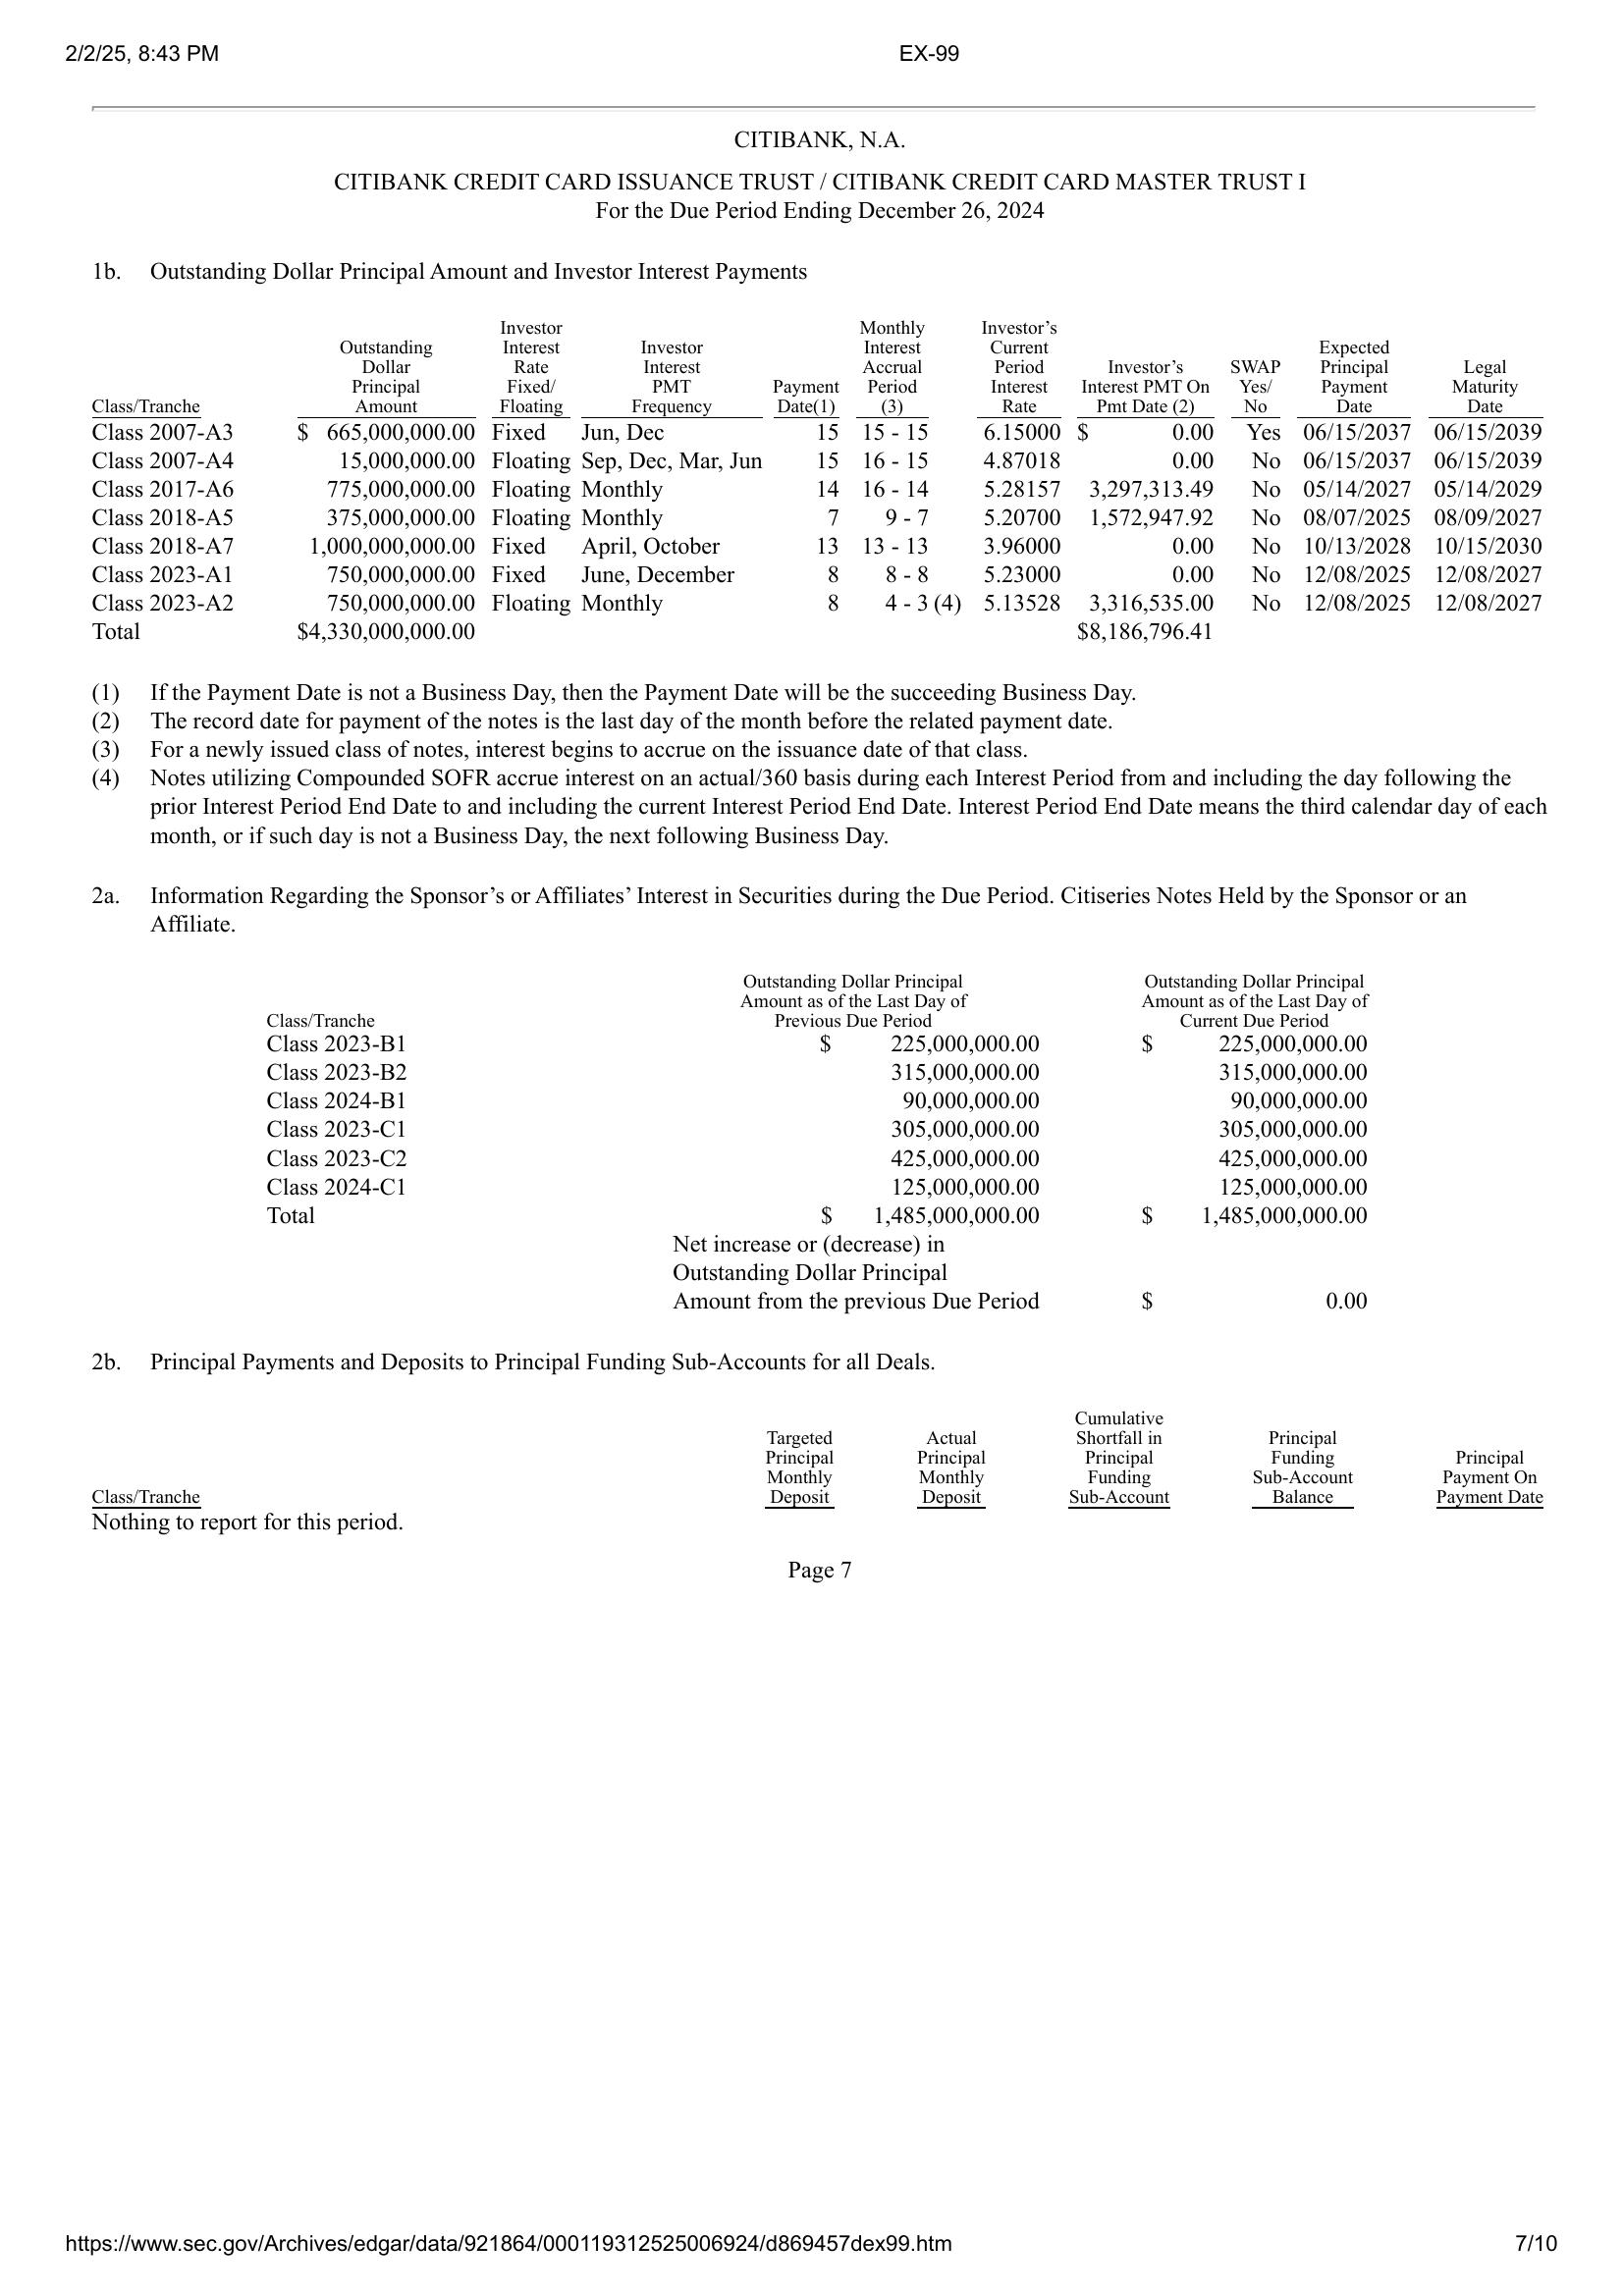 2/2/25, 8:43 PM EX-99
CITIBANK, N.A.
CITIBANK CREDIT CARD ISSUANCE TRUST / CITIBANK CREDIT CARD MASTER TRUST I
For the Due Period Ending December 26, 2024
1b. Outstanding Dollar Principal Amount and Investor Interest Payments
Class/Tranche Outstanding Dollar Principal Amount Investor Interest Rate Fixed/ Floating Investor Interest PMT Frequency Payment Date(1) Monthly Interest Accrual Period (3) Investor’s Current Period Interest Rate Investor’s Interest PMT On Pmt Date (2) SWAP Yes/ No Expected Principal Payment Date Legal Maturity Date
Class 2007-A3 $ 665,000,000.00 Fixed Jun, Dec 15 15 - 15 6.15000 $ 0.00 Yes 06/15/2037 06/15/2039
Class 2007-A4 15,000,000.00 Floating Sep, Dec, Mar, Jun 15 16 - 15 4.87018 0.00 No 06/15/2037 06/15/2039
Class 2017-A6 775,000,000.00 Floating Monthly 14 16 - 14 5.28157 3,297,313.49 No 05/14/2027 05/14/2029
Class 2018-A5 375,000,000.00 Floating Monthly 7 9 - 7 5.20700 1,572,947.92 No 08/07/2025 08/09/2027
Class 2018-A7 1,000,000,000.00 Fixed April, October 13 13 - 13 3.96000 0.00 No 10/13/2028 10/15/2030
Class 2023-A1 750,000,000.00 Fixed June, December 8 8 - 8 5.23000 0.00 No 12/08/2025 12/08/2027
Class 2023-A2 750,000,000.00 Floating Monthly 8 4 - 3 (4) 5.13528 3,316,535.00 No 12/08/2025 12/08/2027
Total $4,330,000,000.00 $8,186,796.41
(1) If the Payment Date is not a Business Day, then the Payment Date will be the succeeding Business Day.
(2) The record date for payment of the notes is the last day of the month before the related payment date.
(3) For a newly issued class of notes, interest begins to accrue on the issuance date of that class.
(4) Notes utilizing Compounded SOFR accrue interest on an actual/360 basis during each Interest Period from and including the day following the
prior Interest Period End Date to and including the current Interest Period End Date. Interest Period End Date means the third calendar day of each
month, or if such day is not a Business Day, the next following Business Day.
2a. Information Regarding the Sponsor’s or Affiliates’ Interest in Securities during the Due Period. Citiseries Notes Held by the Sponsor or an
Affiliate.
Class/Tranche Outstanding Dollar Principal Amount as of the Last Day of Previous Due Period Outstanding Dollar Principal Amount as of the Last Day of Current Due Period
Class 2023-B1 $ 225,000,000.00 $ 225,000,000.00
Class 2023-B2 315,000,000.00 315,000,000.00
Class 2024-B1 90,000,000.00 90,000,000.00
Class 2023-C1 305,000,000.00 305,000,000.00
Class 2023-C2 425,000,000.00 425,000,000.00
Class 2024-C1 125,000,000.00 125,000,000.00
Total $ 1,485,000,000.00 $ 1,485,000,000.00
Net increase or (decrease) in
Outstanding Dollar Principal
Amount from the previous Due Period $ 0.00
2b. Principal Payments and Deposits to Principal Funding Sub-Accounts for all Deals.
Class/Tranche Targeted Principal Monthly Deposit Actual Principal Monthly Deposit Cumulative Shortfall in Principal Funding Sub-Account Principal Funding Sub-Account Balance Principal Payment On Payment Date
Nothing to report for this period.
Page 7
https://www.sec.gov/Archives/edgar/data/921864/000119312525006924/d869457dex99.htm 7/10